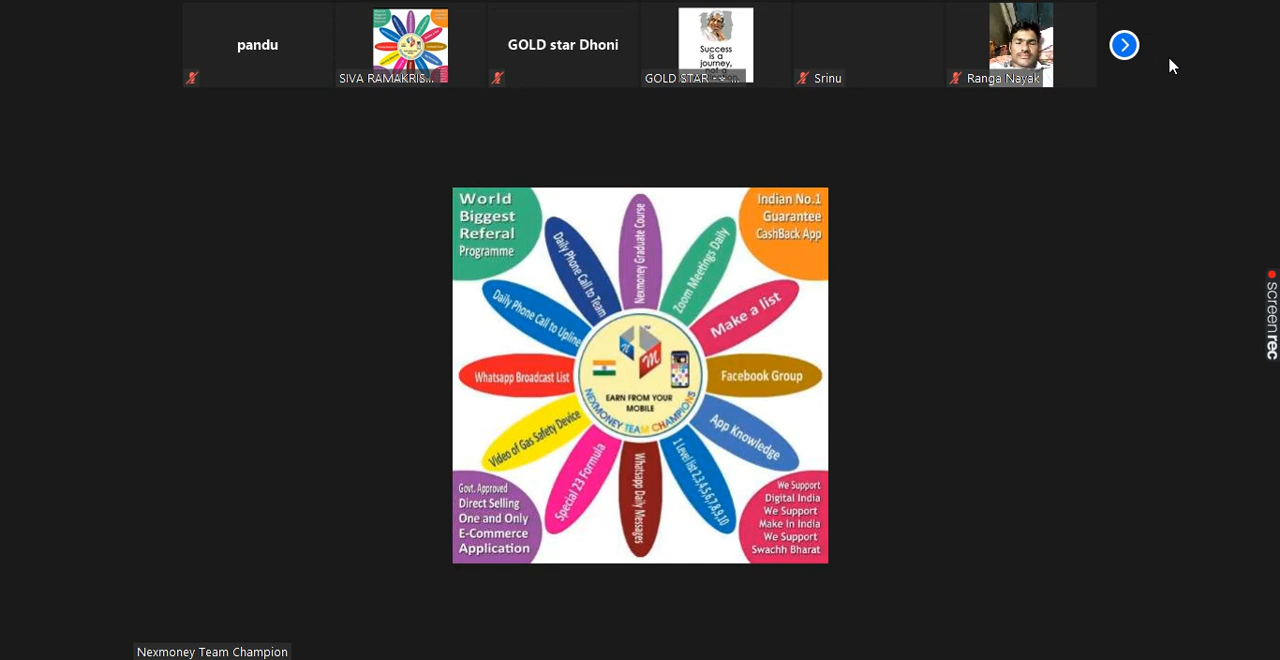 pandu
SIVA RAMAKRIS...
GOLD star Dhoni
Success
is a
journey,
GOLD STAR
Srinu
Ranga Nayak
World
Biggest
Referal
Programme
Indian No.1
Guarantee
CashBack App
Nexmoney Graduate Course
Daily Phone Call to Team
Zoom Meetings Daily
Daily Phone Call to Upline
Make a list
Whatsapp Broadcast List
Facebook Group
EARN FROM YOUR
MOBILE
NEXMONEY TEAM CHAMPIONS
Video of Gas Safety Device
App Knowledge
Special 23 Formula
Whatsapp Daily Messages
1 Level list 2,3,4,5,6,7,8,9,10
Govt. Approved
Direct Selling
One and Only
E-Commerce
Application
We Support
Digital India
We Support
Make In India
We Support
Swachh Bharat
screenrec
Nexmoney Team Champion